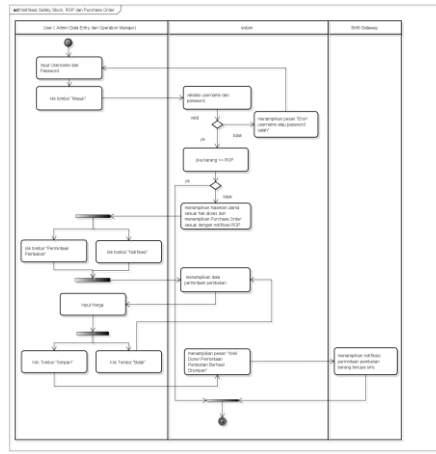 act Notifikasi Safety Stock, ROP dan Purchase Order
User ( Admin Data Entry dan Operation Manajer)
sistem
SMS Gateway
Input Username dan
Password
klik tombol "Masuk"
validasi username dan
password
valid
tidak
menampilkan pesan "Error
username atau password
salah"
ya
jika barang <= ROP
ya
tidak
menampilkan halaman utama
sesuai hak akses dan
menampilkan Purchase Order
sesuai dengan notifikasi ROP
klik tombol "Permintaan
Pembelian"
klik tombol "Notifikasi"
menampilkan data
permintaan pembelian
Input Harga
klik Tombol "Simpan"
klik Tombol "Batal"
menampilkan pesan
Permintaan
Pembelian Berhasil
Disimpan"
menampilkan notifikasi
permintaan pembelian
barang berupa sms